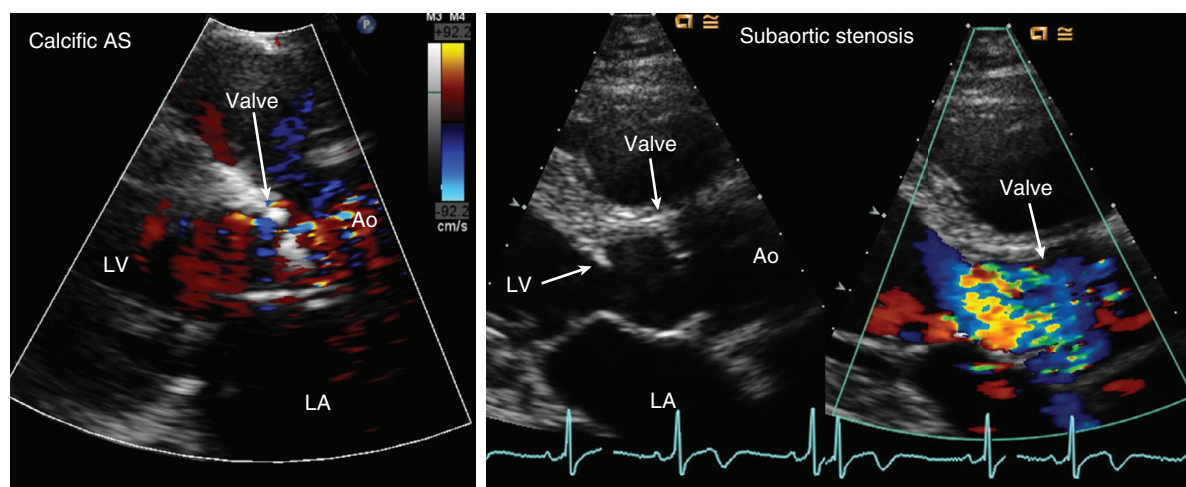 Calcific AS
M3 M4
+92.2
Valve
Ao
-92.2
cm/s
LV
LA
P
Subaortic stenosis
Valve
LV
Ao
LA
Valve